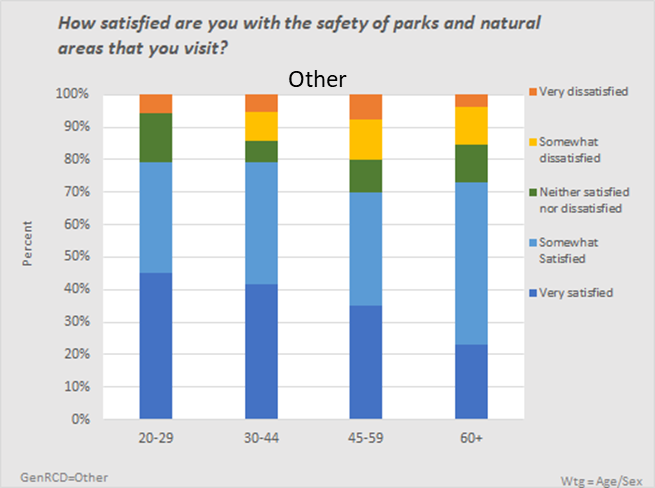 How satisfied are you with the safety of parks and natural
areas that you visit?
Other
100%
90%
80%
70%
60%
50%
40%
30%
20%
10%
0%
Percent
20-29
30-44
45-59
60+
Very dissatisfied
Somewhat
dissatisfied
Neither satisfied
nor dissatisfied
Somewhat
Satisfied
Very satisfied
GenRCD=Other
Wtg = Age/Sex